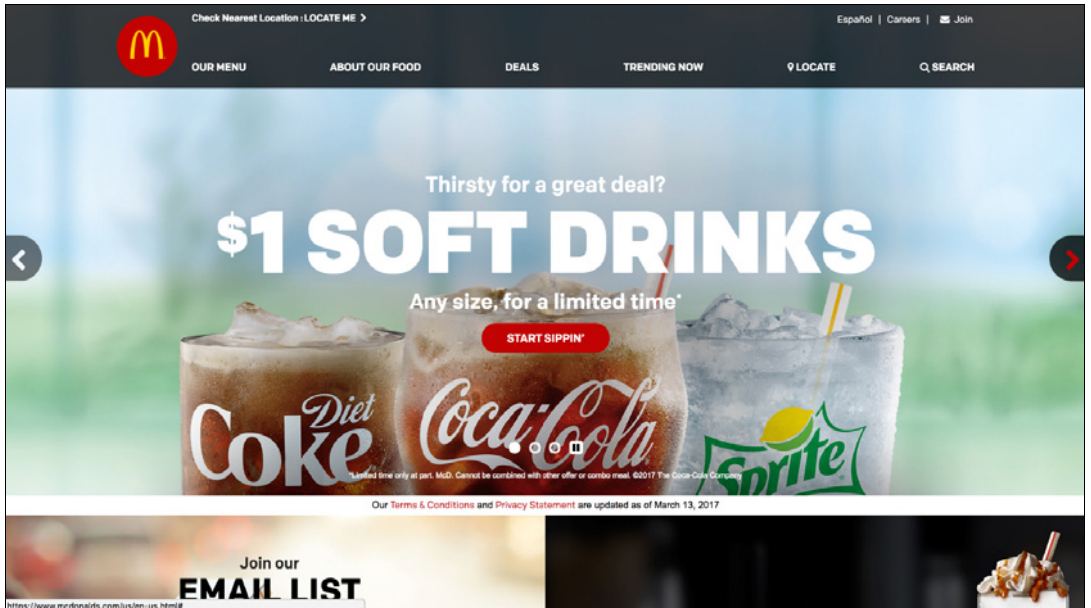 Check Nearest Location : LOCATE ME >
Español | Careers | Join
OUR MENU ABOUT OUR FOOD DEALS TRENDING NOW LOCATE SEARCH
Thirsty for a great deal?
$1 SOFT DRINKS
Any size, for a limited time*
START SIPPIN'
Diet Coke
Coca-Cola
Sprite
*Limited time only at part. McD. Cannot be combined with other offer or combo meal. ©2017 The Coca-Cola Company
Our Terms & Conditions and Privacy Statement are updated as of March 13, 2017
Join our
EMAIL LIST
https://www.mcdonalds.com/us/en-us.html#